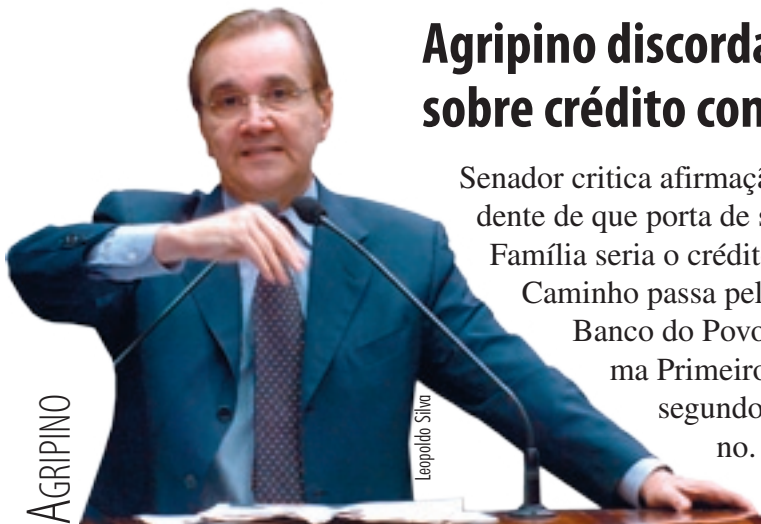 Agripino discorda
sobre crédito con
Senador critica afirmaçã
dente de que porta de s
Família seria o crédit
Caminho passa pel
Banco do Povo
ma Primeiro
segundo
no.
Leopoldo Silva
AGRIPINO